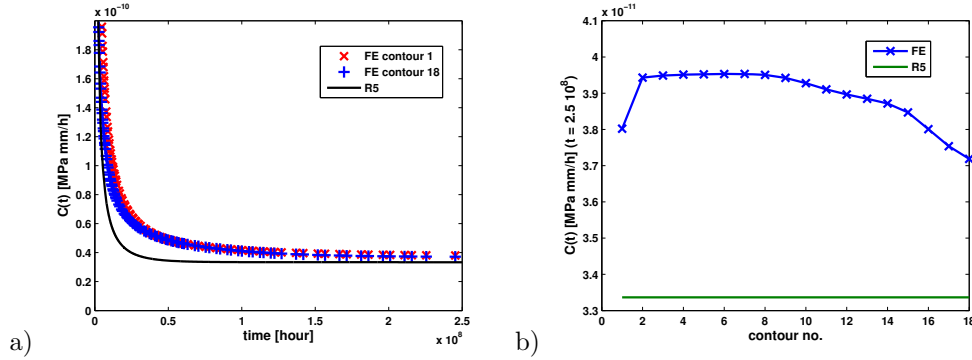 a)
x 10⁻¹⁰
C(t) [MPa mm/h]
1.8
1.6
1.4
1.2
1
0.8
0.6
0.4
0.2
0
0
0.5
1
1.5
2
2.5
x 10⁸
time [hour]
FE contour 1
FE contour 18
R5
b)
x 10⁻¹¹
C(t) [MPa mm/h] (t = 2.5 10⁸)
4.1
4
3.9
3.8
3.7
3.6
3.5
3.4
3.3
0
2
4
6
8
10
12
14
16
18
contour no.
FE
R5